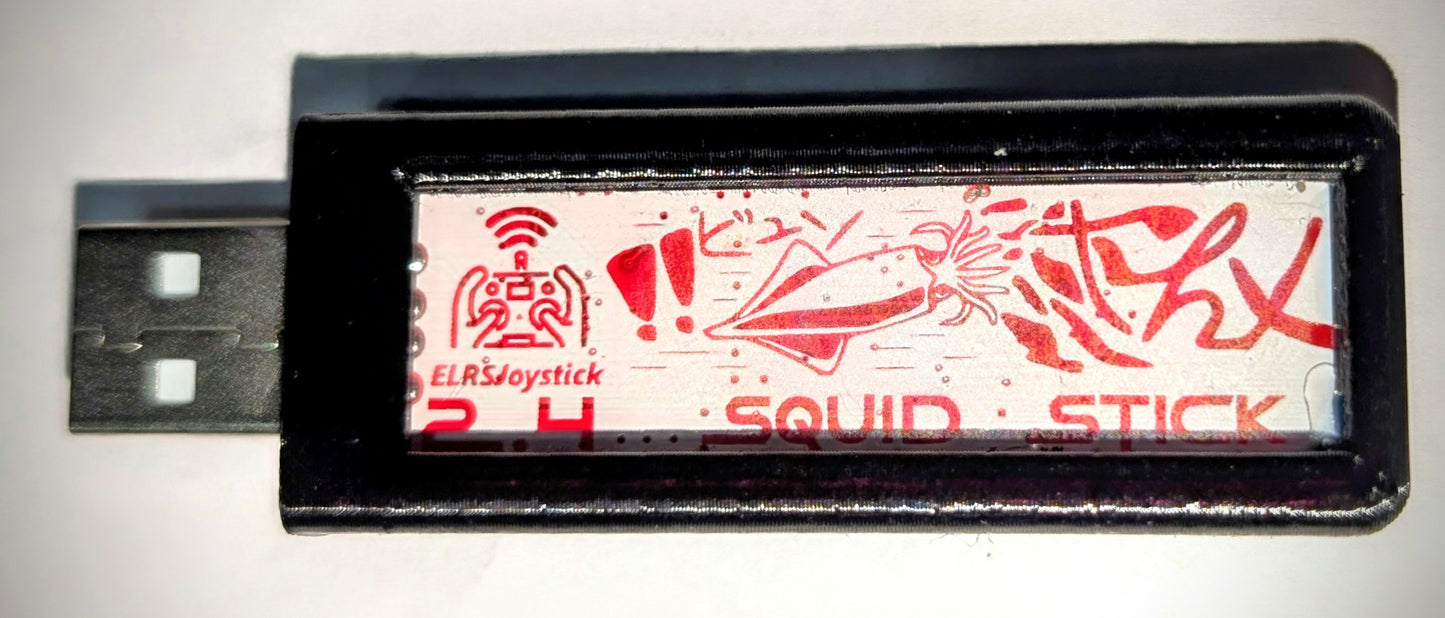 !! ビュン
ELRSJoystick
2.4 SQUID STICK